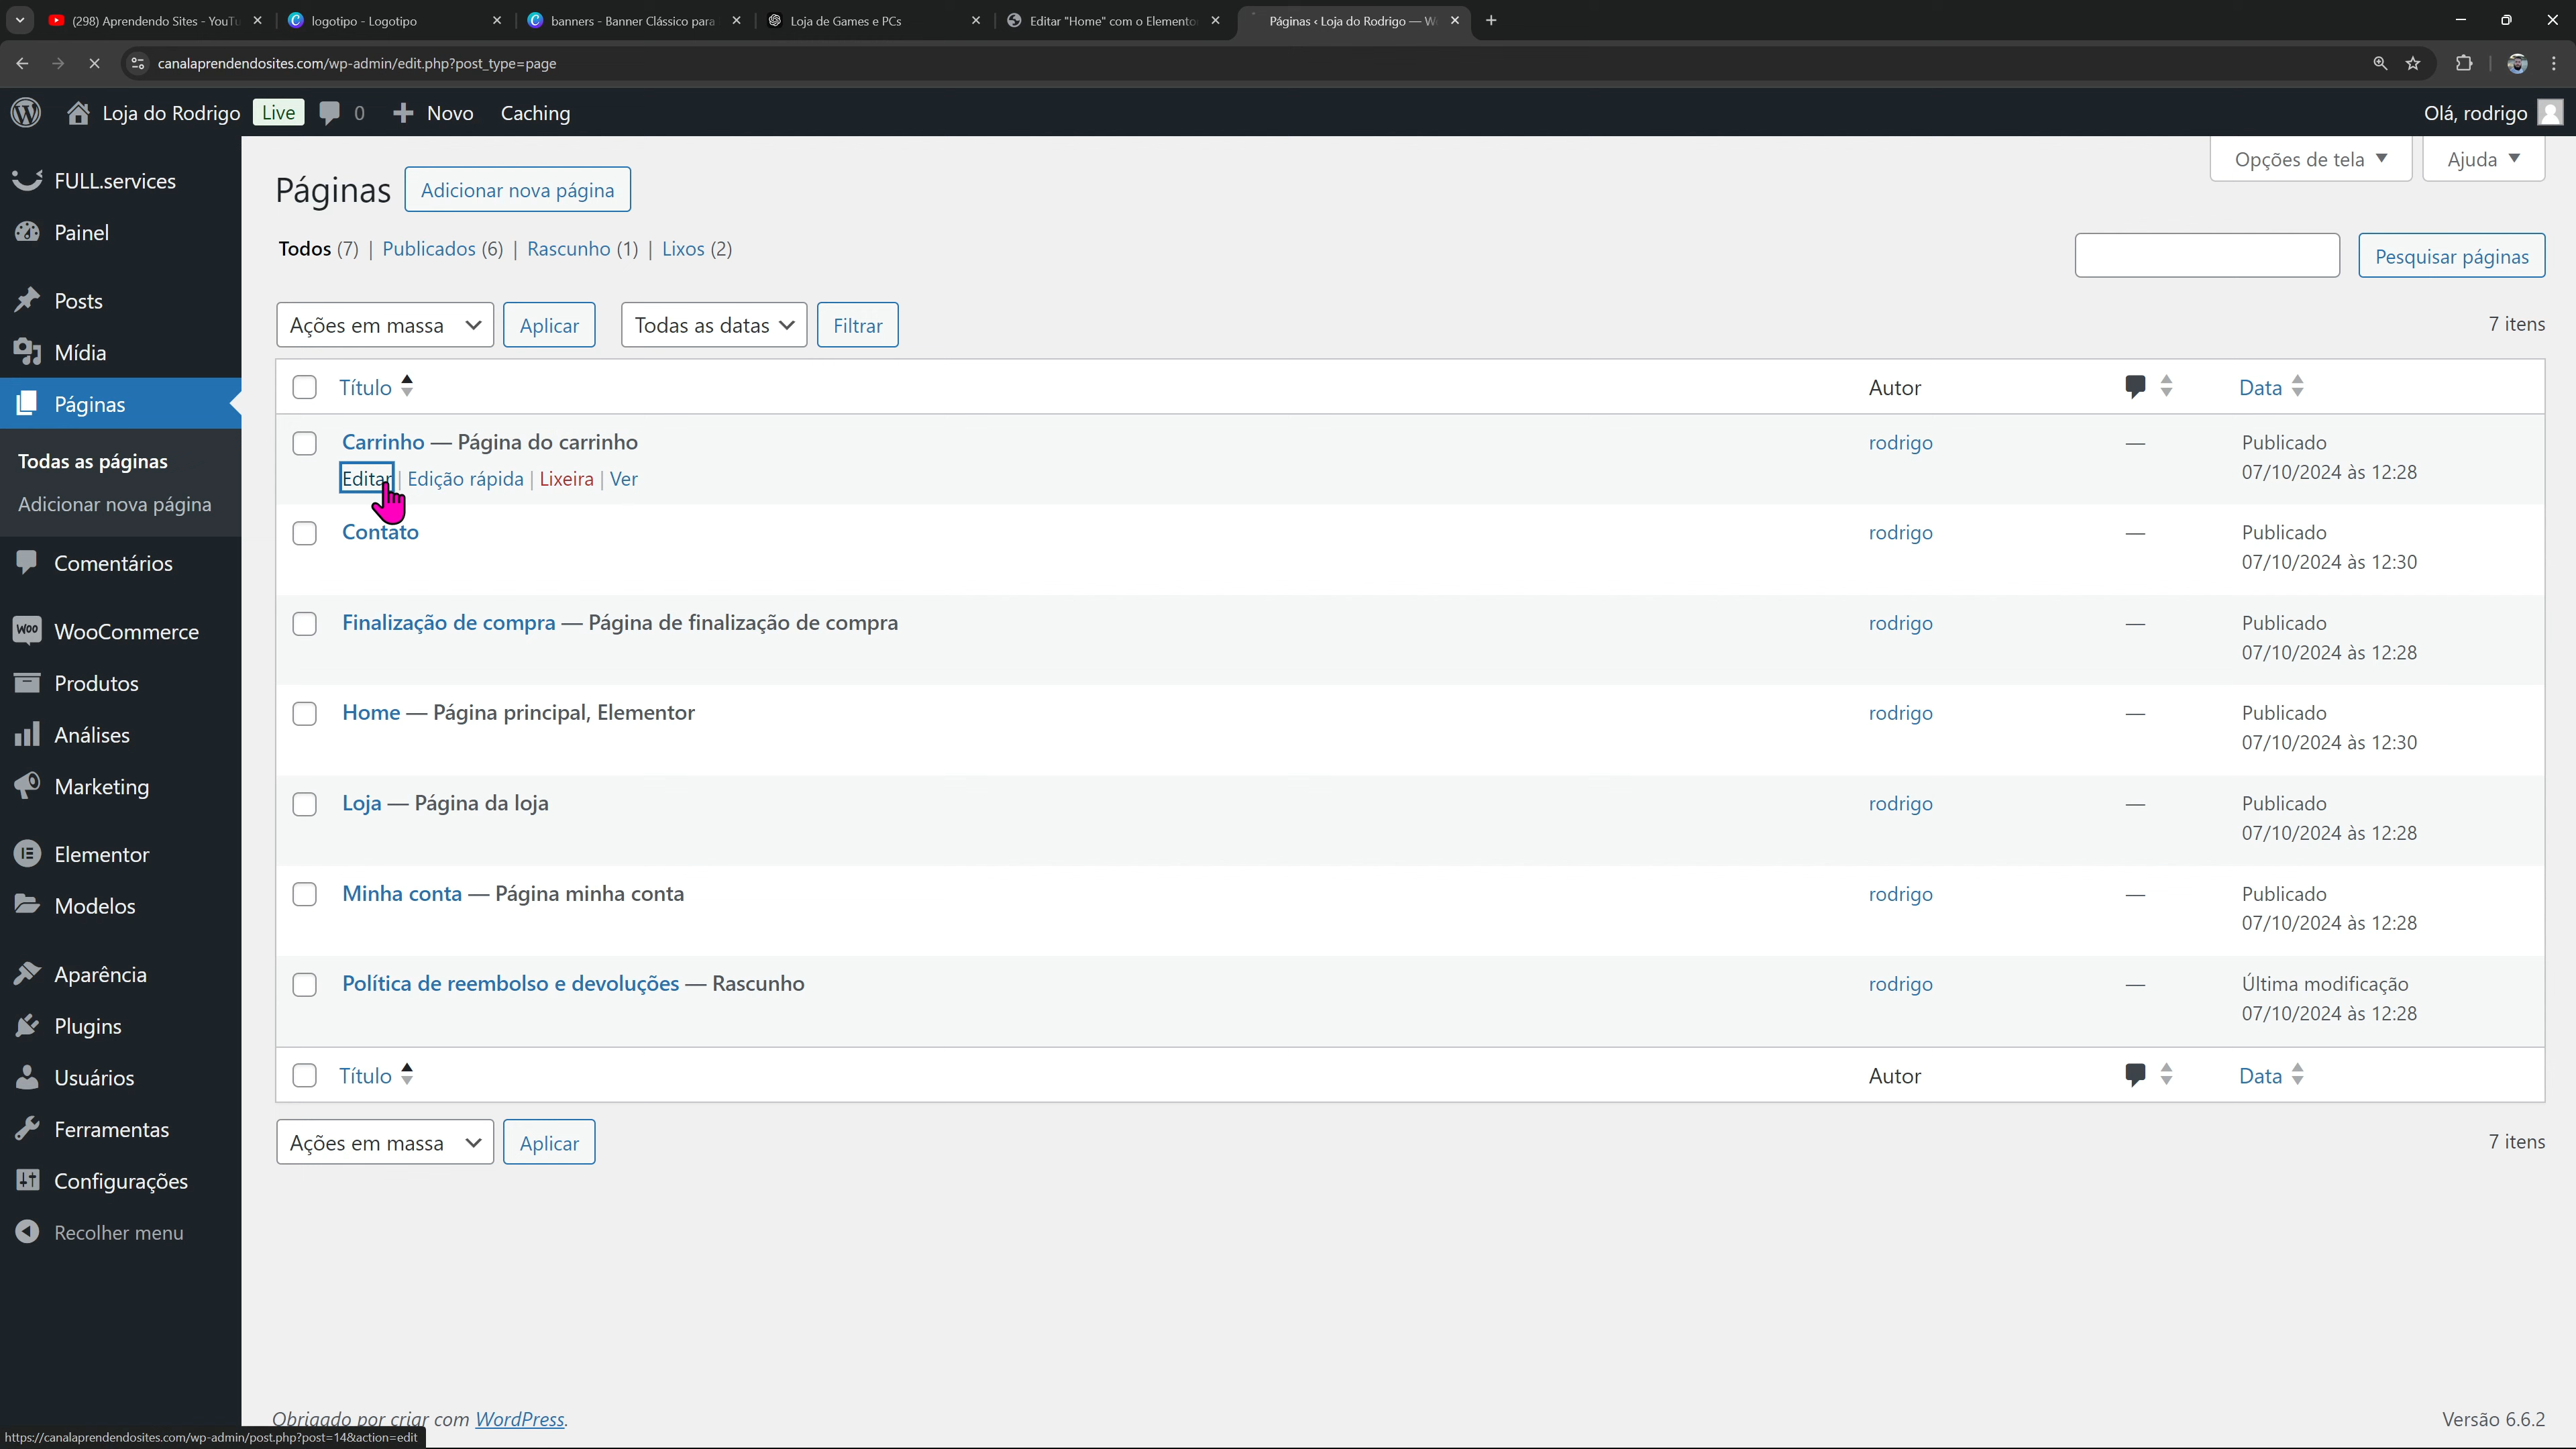 (298) Aprendendo Sites - YouTu
logotipo - Logotipo
banners - Banner Clássico para
Loja de Games e PCs
Editar "Home" com o Elemento
Páginas ‹ Loja do Rodrigo — W
canalaprendendosites.com/wp-admin/edit.php?post_type=page
Loja do Rodrigo
Live
0
Novo
Caching
Olá, rodrigo
FULL.services
Painel
Posts
Mídia
Páginas
Todas as páginas
Adicionar nova página
Comentários
WooCommerce
Produtos
Análises
Marketing
Elementor
Modelos
Aparência
Plugins
Usuários
Ferramentas
Configurações
Recolher menu
Opções de tela
Ajuda
Páginas
Adicionar nova página
Todos (7) | Publicados (6) | Rascunho (1) | Lixos (2)
Pesquisar páginas
Ações em massa
Aplicar
Todas as datas
Filtrar
7 itens
Título
Autor
Data
Carrinho — Página do carrinho
rodrigo
—
Publicado
07/10/2024 às 12:28
Editar | Edição rápida | Lixeira | Ver
Contato
rodrigo
—
Publicado
07/10/2024 às 12:30
Finalização de compra — Página de finalização de compra
rodrigo
—
Publicado
07/10/2024 às 12:28
Home — Página principal, Elementor
rodrigo
—
Publicado
07/10/2024 às 12:30
Loja — Página da loja
rodrigo
—
Publicado
07/10/2024 às 12:28
Minha conta — Página minha conta
rodrigo
—
Publicado
07/10/2024 às 12:28
Política de reembolso e devoluções — Rascunho
rodrigo
—
Última modificação
07/10/2024 às 12:28
Título
Autor
Data
Ações em massa
Aplicar
7 itens
Obrigado por criar com WordPress.
Versão 6.6.2
https://canalaprendendosites.com/wp-admin/post.php?post=14&action=edit